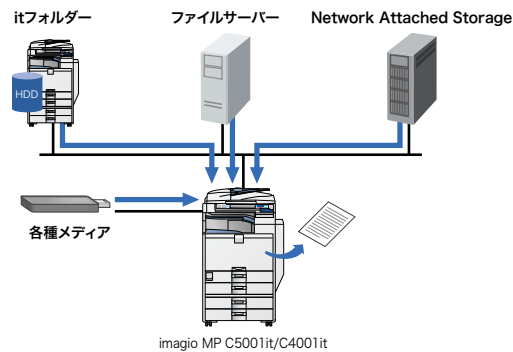 itフォルダー
ファイルサーバー
Network Attached Storage
HDD
各種メディア
imagio MP C5001it/C4001it